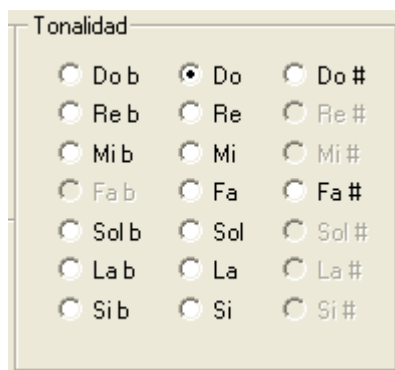 Tonalidad
Do b Do Do #
Re b Re Re #
Mi b Mi Mi #
Fa b Fa Fa #
Sol b Sol Sol #
La b La La #
Si b Si Si #